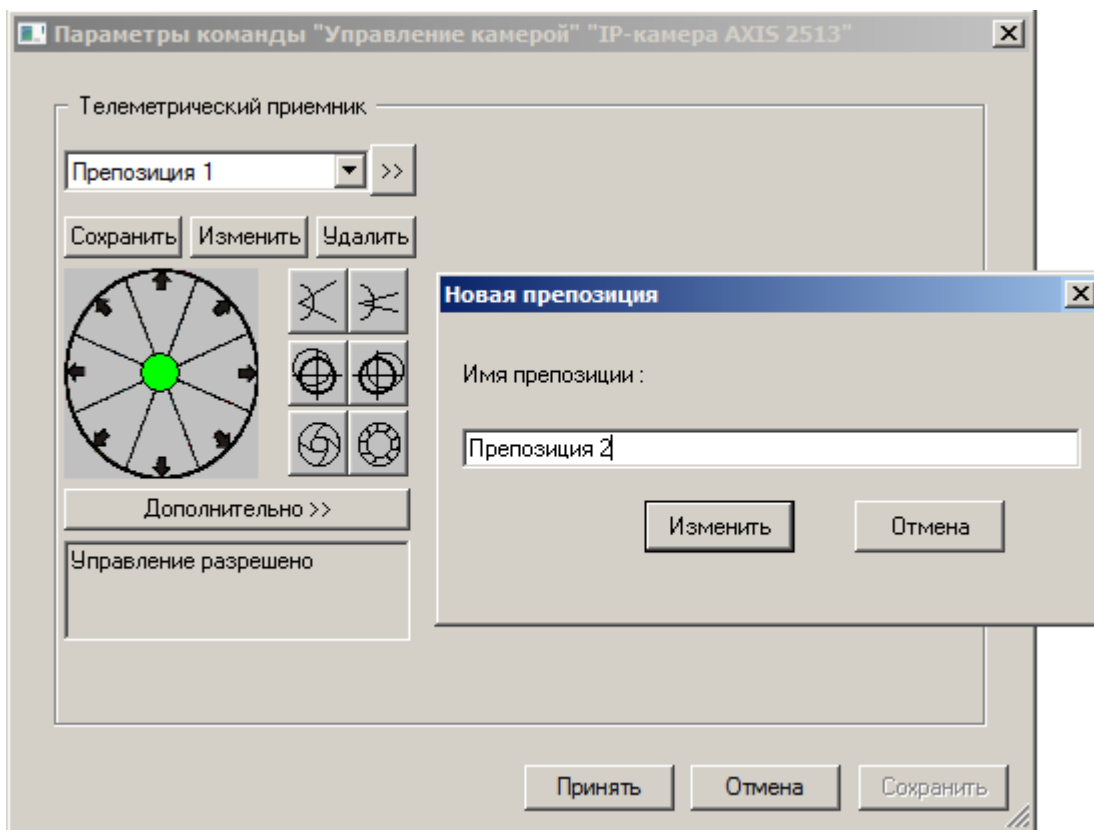 Параметры команды "Управление камерой" "IP-камера AXIS 2513"
Телеметрический приемник
Препозиция 1
>>
Сохранить Изменить Удалить
Новая препозиция
Имя препозиции :
Препозиция 2
Изменить Отмена
Дополнительно >>
Управление разрешено
Принять Отмена Сохранить